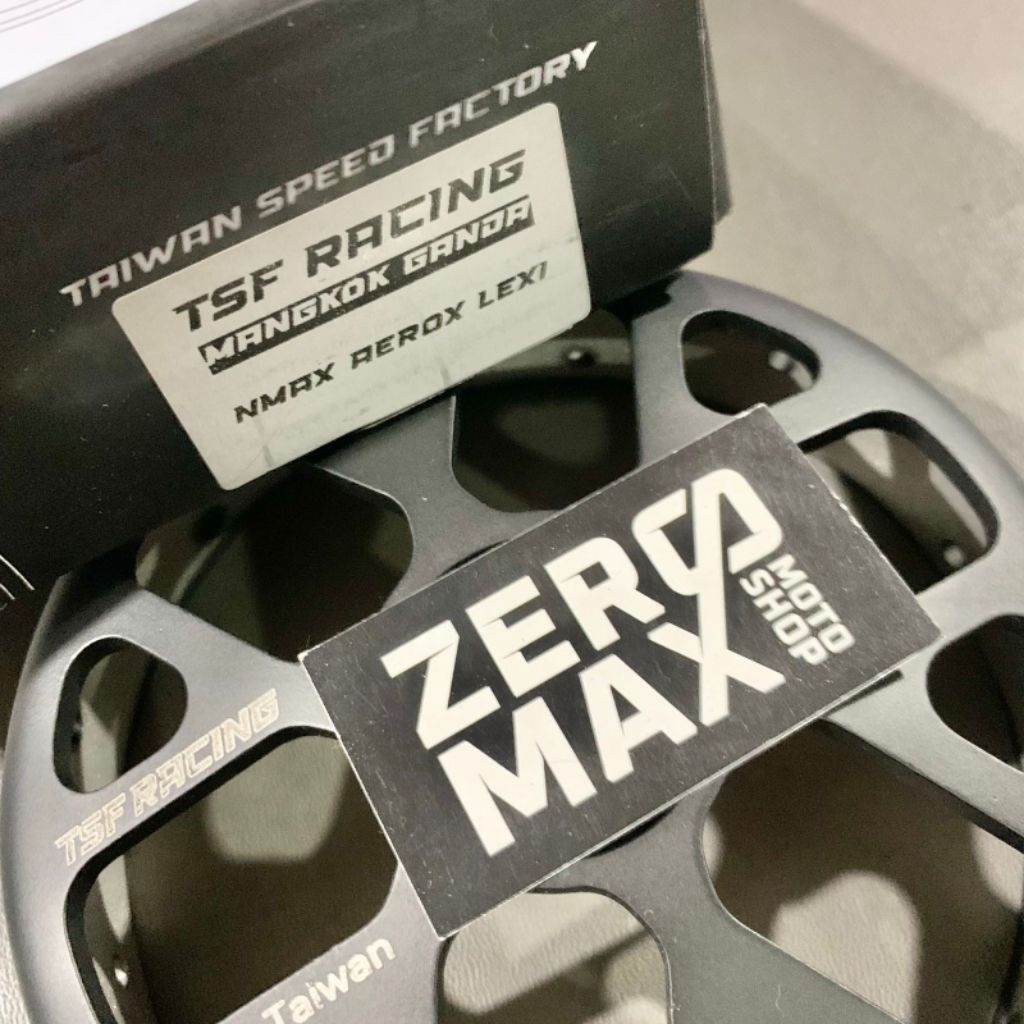 TAIWAN SPEED FACTORY
TSF RACING
MANGKOK GANDA
NMAX AEROX LEXI
ZERO
MAX
MOTO
SHOP
TSF RACING
Taiwan